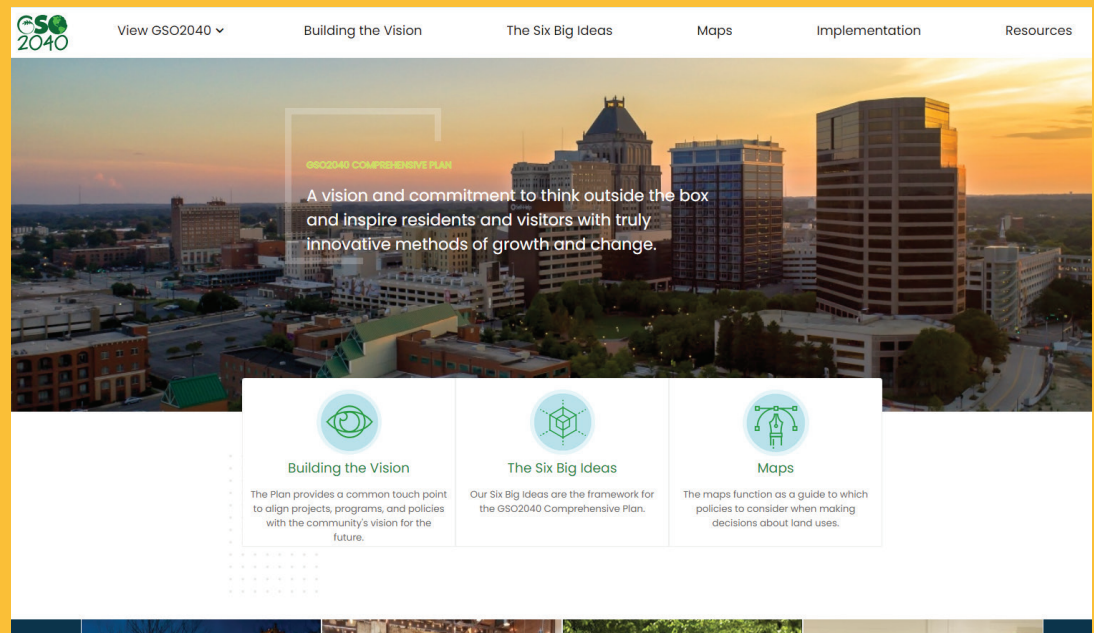 GSO
2040
View GSO2040
Building the Vision
The Six Big Ideas
Maps
Implementation
Resources
GSO2040 COMPREHENSIVE PLAN
A vision and commitment to think outside the box
and inspire residents and visitors with truly
innovative methods of growth and change.
Building the Vision
The Plan provides a common touch point
to align projects, programs, and policies
with the community's vision for the
future.
The Six Big Ideas
Our Six Big Ideas are the framework for
the GSO2040 Comprehensive Plan.
Maps
The maps function as a guide to which
policies to consider when making
decisions about land uses.